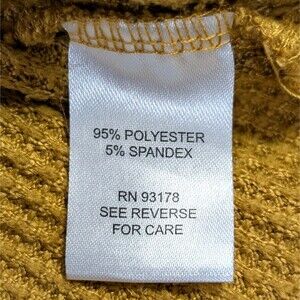 95% POLYESTER
5% SPANDEX
RN 93178
SEE REVERSE
FOR CARE